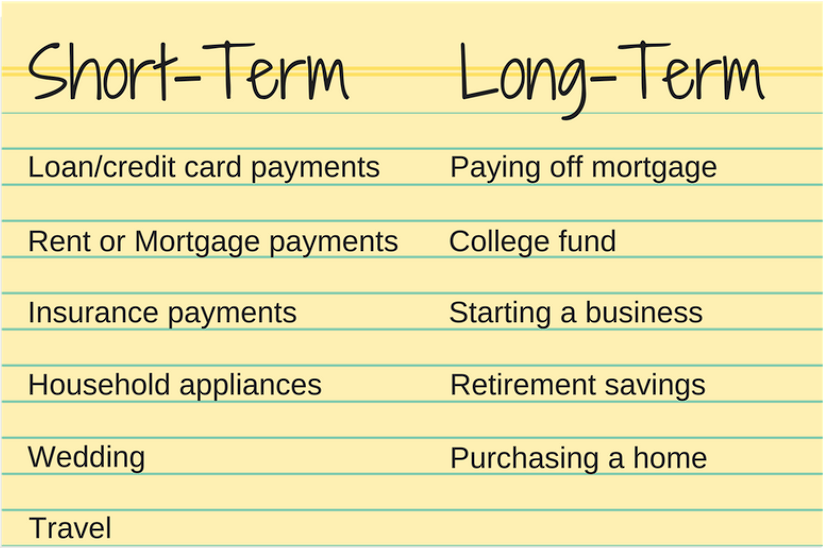 Short-Term Long-Term
Loan/credit card payments Paying off mortgage
Rent or Mortgage payments College fund
Insurance payments Starting a business
Household appliances Retirement savings
Wedding Purchasing a home
Travel